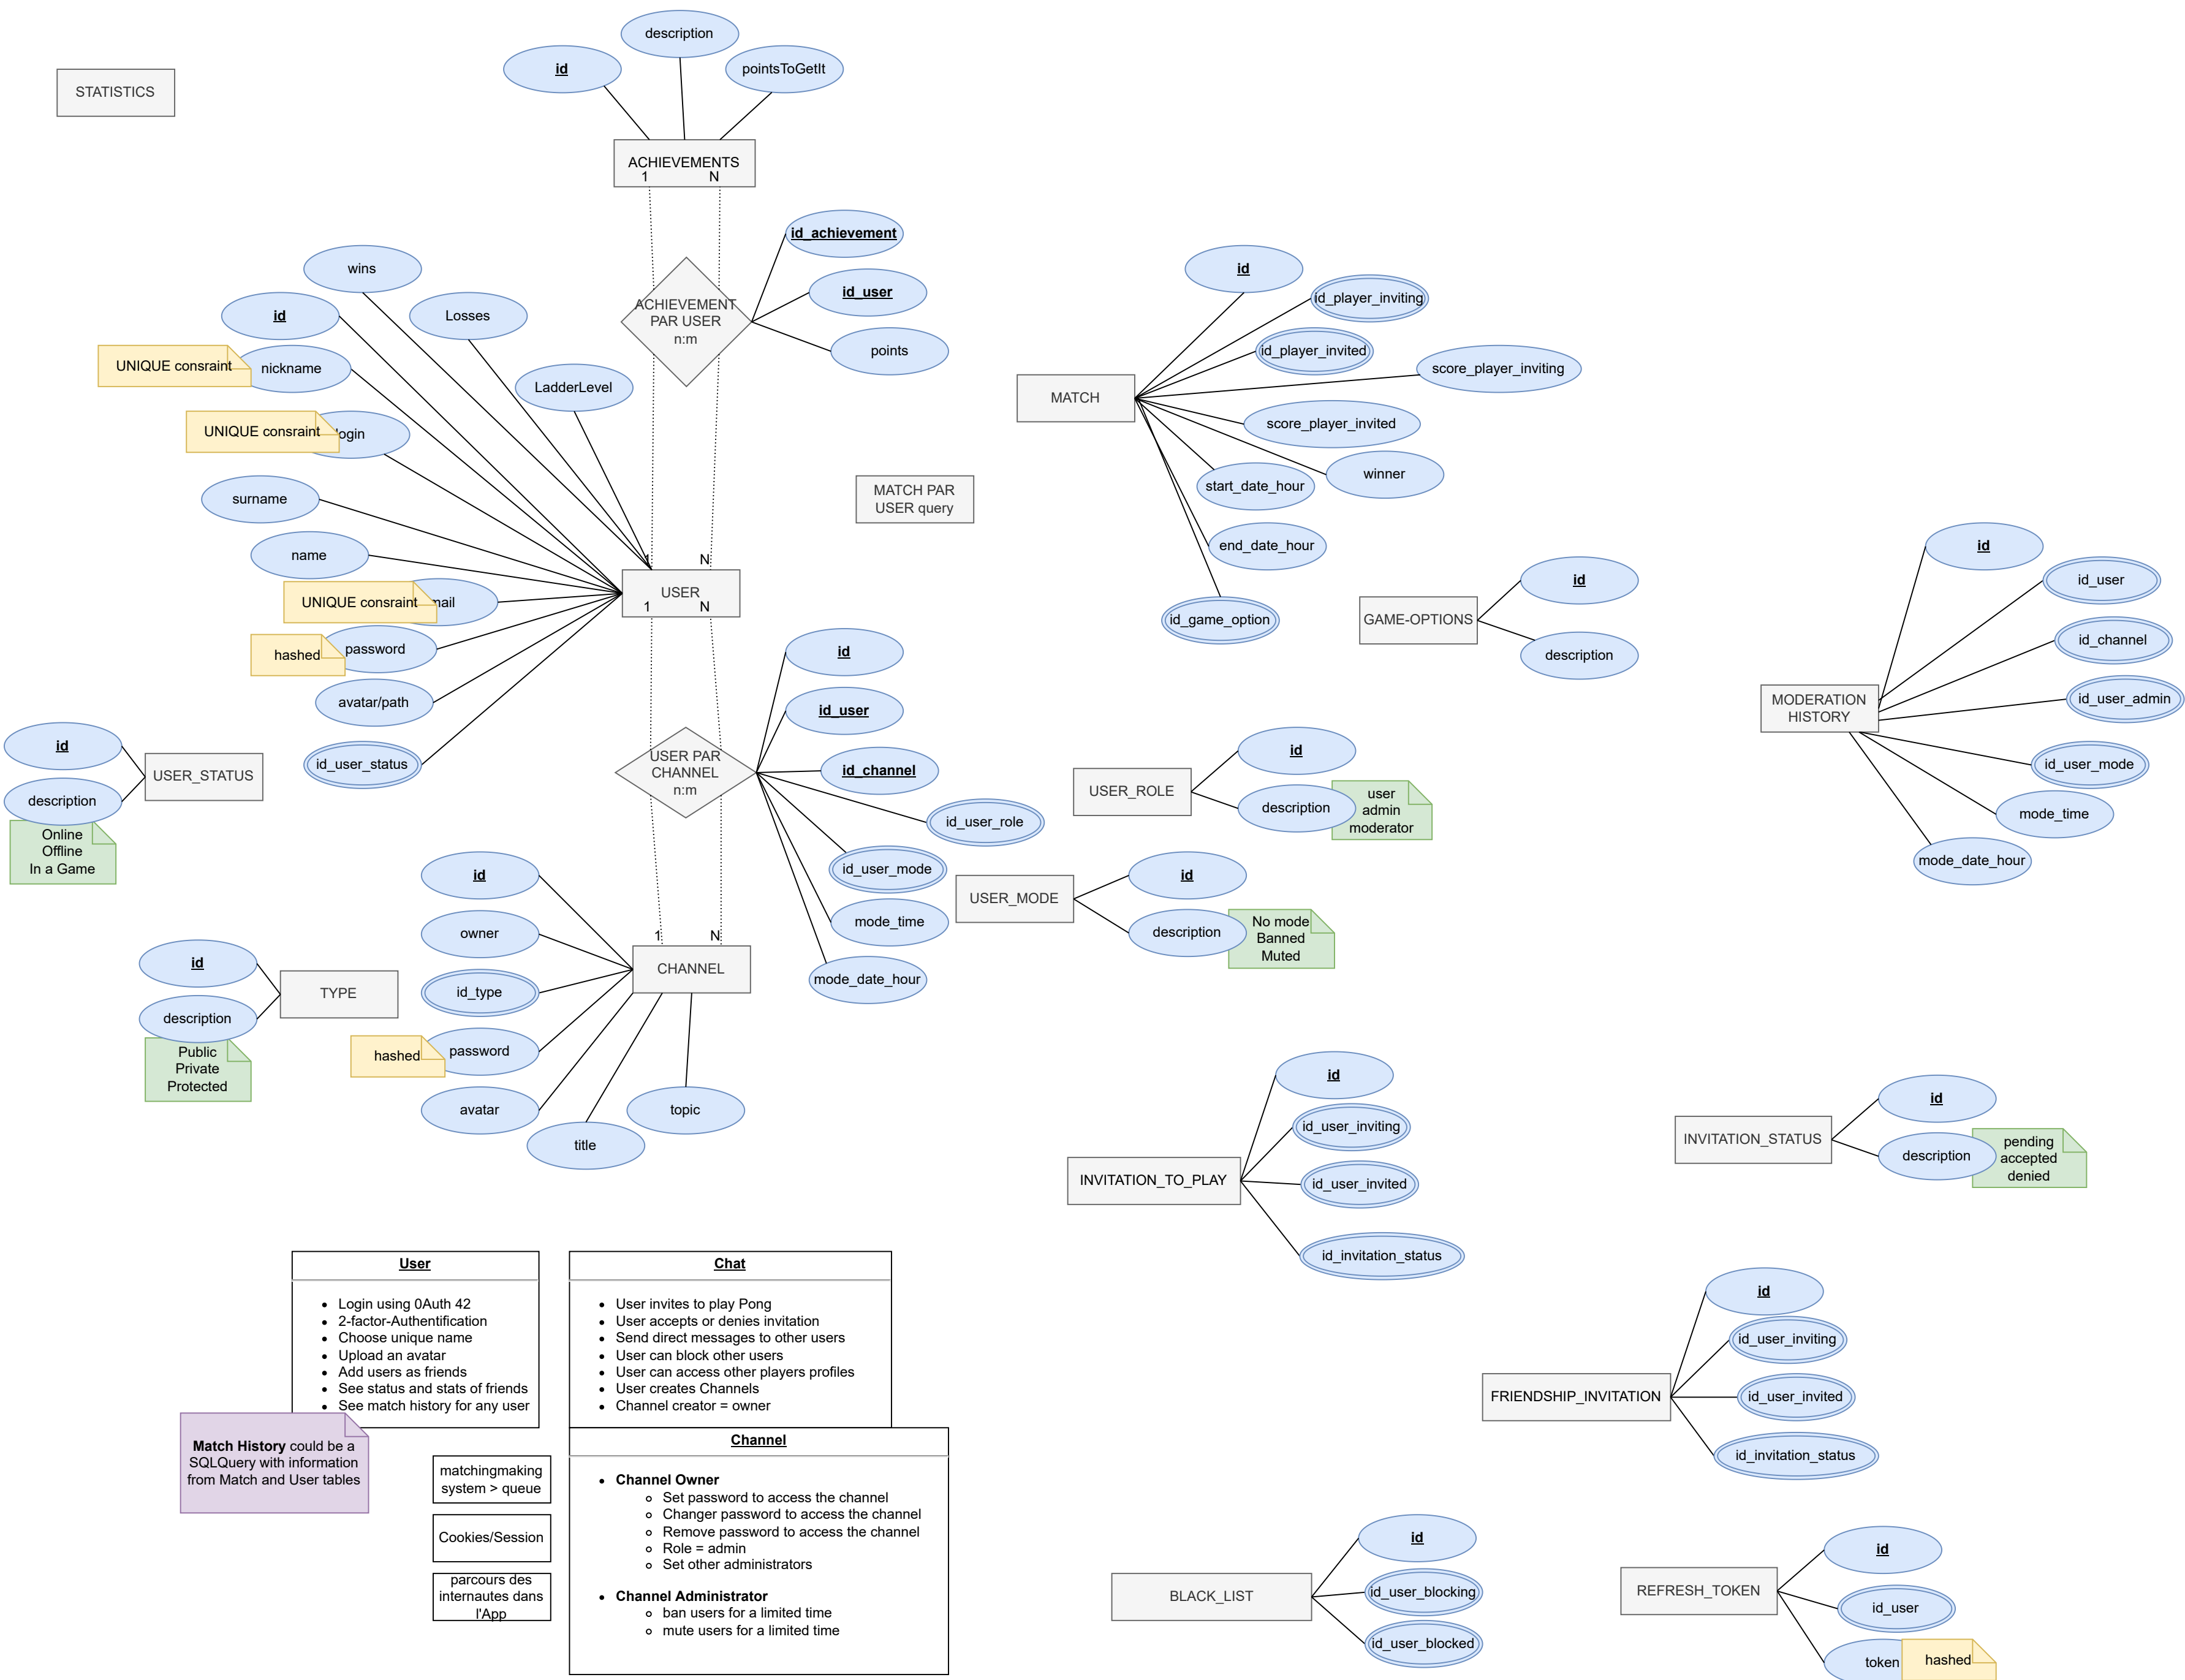 STATISTICS
description
id
pointsToGetIt
ACHIEVEMENTS
1
N
ACHIEVEMENT
PAR USER
n:m
id_achievement
id_user
points
wins
id
Losses
UNIQUE consraint
nickname
LadderLevel
UNIQUE consraint
login
surname
name
UNIQUE consraint
hashed
password
avatar/path
id_user_status
1
N
USER
1
N
id
description
USER_STATUS
Online
Offline
In a Game
MATCH
id
id_player_inviting
id_player_invited
score_player_inviting
score_player_invited
winner
start_date_hour
end_date_hour
id_game_option
MATCH PAR
USER query
GAME-OPTIONS
id
description
MODERATION
HISTORY
id
id_user
id_channel
id_user_admin
id_user_mode
mode_time
mode_date_hour
USER PAR
CHANNEL
n:m
id
id_user
id_channel
id_user_role
id_user_mode
mode_time
mode_date_hour
USER_ROLE
id
description
user
admin
moderator
USER_MODE
id
description
No mode
Banned
Muted
1
N
CHANNEL
id
owner
id_type
hashed
password
avatar
title
topic
id
description
TYPE
Public
Private
Protected
INVITATION_TO_PLAY
id
id_user_inviting
id_user_invited
id_invitation_status
INVITATION_STATUS
id
description
pending
accepted
denied
FRIENDSHIP_INVITATION
id
id_user_inviting
id_user_invited
id_invitation_status
BLACK_LIST
id
id_user_blocking
id_user_blocked
REFRESH_TOKEN
id
id_user
token
hashed
User
Login using 0Auth 42
2-factor-Authentification
Choose unique name
Upload an avatar
Add users as friends
See status and stats of friends
See match history for any user
Match History could be a
SQLQuery with information
from Match and User tables
Chat
User invites to play Pong
User accepts or denies invitation
Send direct messages to other users
User can block other users
User can access other players profiles
User creates Channels
Channel creator = owner
Channel
Channel Owner
Set password to access the channel
Changer password to access the channel
Remove password to access the channel
Role = admin
Set other administrators
Channel Administrator
ban users for a limited time
mute users for a limited time
matchingmaking
system > queue
Cookies/Session
parcours des
internautes dans
l'App